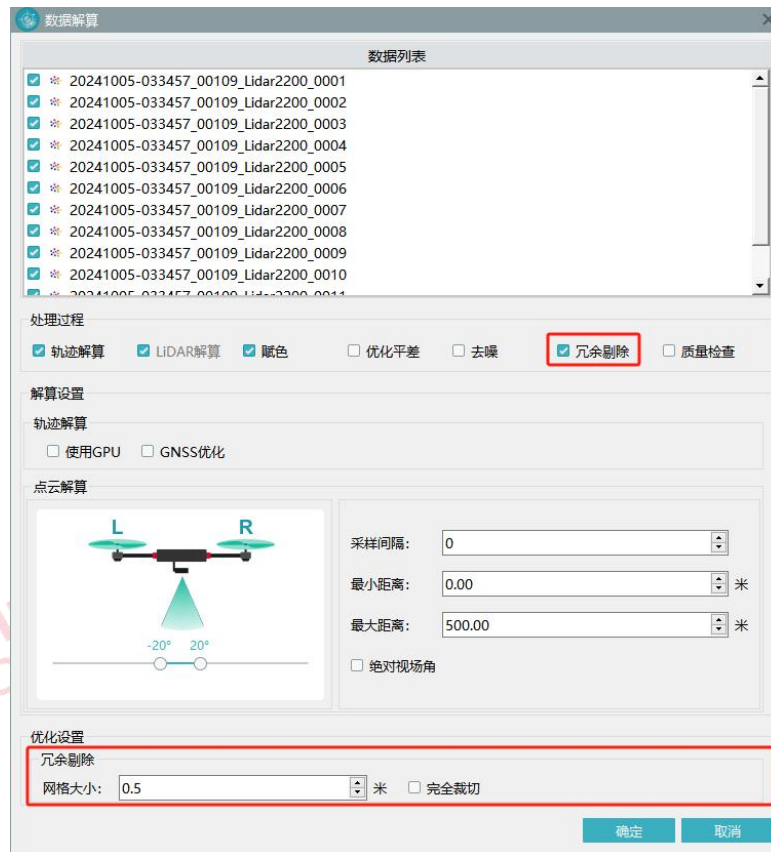 数据解算
数据列表
20241005-033457_00109_Lidar2200_0001
20241005-033457_00109_Lidar2200_0002
20241005-033457_00109_Lidar2200_0003
20241005-033457_00109_Lidar2200_0004
20241005-033457_00109_Lidar2200_0005
20241005-033457_00109_Lidar2200_0006
20241005-033457_00109_Lidar2200_0007
20241005-033457_00109_Lidar2200_0008
20241005-033457_00109_Lidar2200_0009
20241005-033457_00109_Lidar2200_0010
20241005-033457_00109_Lidar2200_0011
处理过程
轨迹解算 LiDAR解算 赋色 优化平差 去噪 冗余剔除 质量检查
解算设置
轨迹解算
使用GPU GNSS优化
点云解算
L R
-20° 20°
采样间隔: 0
最小距离: 0.00 米
最大距离: 500.00 米
绝对视场角
优化设置
冗余剔除
网格大小: 0.5 米 完全裁切
确定 取消